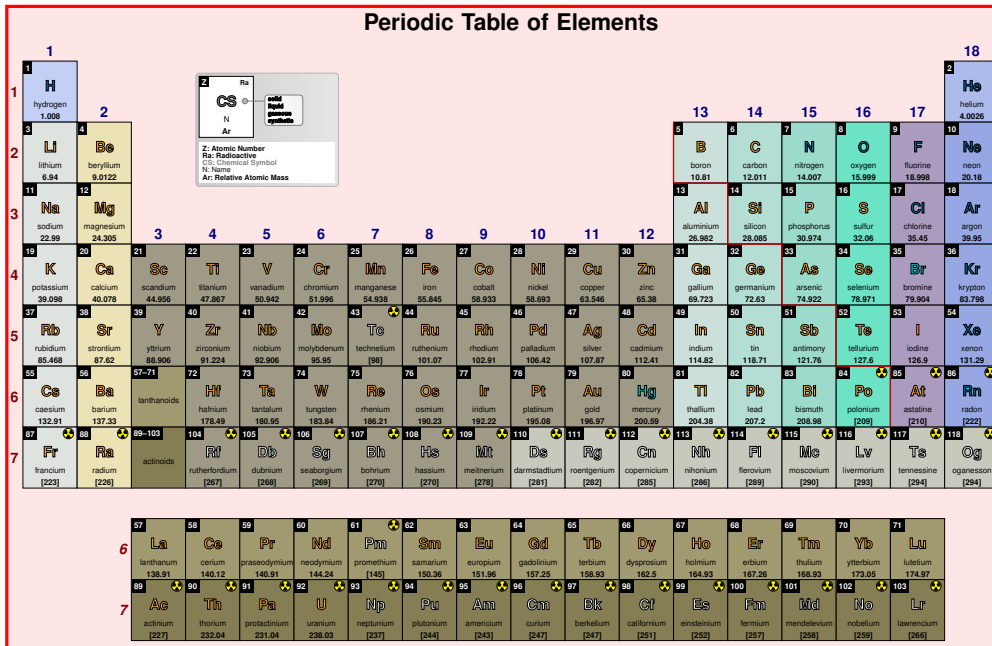 Periodic Table of Elements
1
18
1
H
hydrogen
1.008
2
He
helium
4.0026
1
Z
Ra
CS
N
Ar
solid
liquid
gaseous
synthetic
Z: Atomic Number
Ra: Radioactive
CS: Chemical Symbol
N: Name
Ar: Relative Atomic Mass
2
13 14 15 16 17
2
3 4 5 6 7 8 9 10
Li Be B C N O F Ne
lithium beryllium boron carbon nitrogen oxygen fluorine neon
6.94 9.0122 10.81 12.011 14.007 15.999 18.998 20.18
3
11 12 13 14 15 16 17 18
Na Mg Al Si P S Cl Ar
sodium magnesium aluminium silicon phosphorus sulfur chlorine argon
22.99 24.305 26.982 28.085 30.974 32.06 35.45 39.95
3 4 5 6 7 8 9 10 11 12
4
19 20 21 22 23 24 25 26 27 28 29 30 31 32 33 34 35 36
K Ca Sc Ti V Cr Mn Fe Co Ni Cu Zn Ga Ge As Se Br Kr
potassium calcium scandium titanium vanadium chromium manganese iron cobalt nickel copper zinc gallium germanium arsenic selenium bromine krypton
39.098 40.078 44.956 47.867 50.942 51.996 54.938 55.845 58.933 58.693 63.546 65.38 69.723 72.63 74.922 78.971 79.904 83.798
5
37 38 39 40 41 42 43 44 45 46 47 48 49 50 51 52 53 54
Rb Sr Y Zr Nb Mo Tc Ru Rh Pd Ag Cd In Sn Sb Te I Xe
rubidium strontium yttrium zirconium niobium molybdenum technetium ruthenium rhodium palladium silver cadmium indium tin antimony tellurium iodine xenon
85.468 87.62 88.906 91.224 92.906 95.95 [98] 101.07 102.91 106.42 107.87 112.41 114.82 118.71 121.76 127.6 126.9 131.29
6
55 56 57–71 72 73 74 75 76 77 78 79 80 81 82 83 84 85 86
Cs Ba Hf Ta W Re Os Ir Pt Au Hg Tl Pb Bi Po At Rn
caesium barium lanthanoids hafnium tantalum tungsten rhenium osmium iridium platinum gold mercury thallium lead bismuth polonium astatine radon
132.91 137.33 178.49 180.95 183.84 186.21 190.23 192.22 195.08 196.97 200.59 204.38 207.2 208.98 [209] [210] [222]
7
87 88 89–103 104 105 106 107 108 109 110 111 112 113 114 115 116 117 118
Fr Ra Rf Db Sg Bh Hs Mt Ds Rg Cn Nh Fl Mc Lv Ts Og
francium radium actinoids rutherfordium dubnium seaborgium bohrium hassium meitnerium darmstadtium roentgenium copernicium nihonium flerovium moscovium livermorium tennessine oganesson
[223] [226] [267] [268] [269] [270] [270] [278] [281] [282] [285] [286] [289] [290] [293] [294] [294]
6
57 58 59 60 61 62 63 64 65 66 67 68 69 70 71
La Ce Pr Nd Pm Sm Eu Gd Tb Dy Ho Er Tm Yb Lu
lanthanum cerium praseodymium neodymium promethium samarium europium gadolinium terbium dysprosium holmium erbium thulium ytterbium lutetium
138.91 140.12 140.91 144.24 [145] 150.36 151.96 157.25 158.93 162.5 164.93 167.26 168.93 173.05 174.97
7
89 90 91 92 93 94 95 96 97 98 99 100 101 102 103
Ac Th Pa U Np Pu Am Cm Bk Cf Es Fm Md No Lr
actinium thorium protactinium uranium neptunium plutonium americium curium berkelium californium einsteinium fermium mendelevium nobelium lawrencium
[227] 232.04 231.04 238.03 [237] [244] [243] [247] [247] [251] [252] [257] [258] [259] [266]